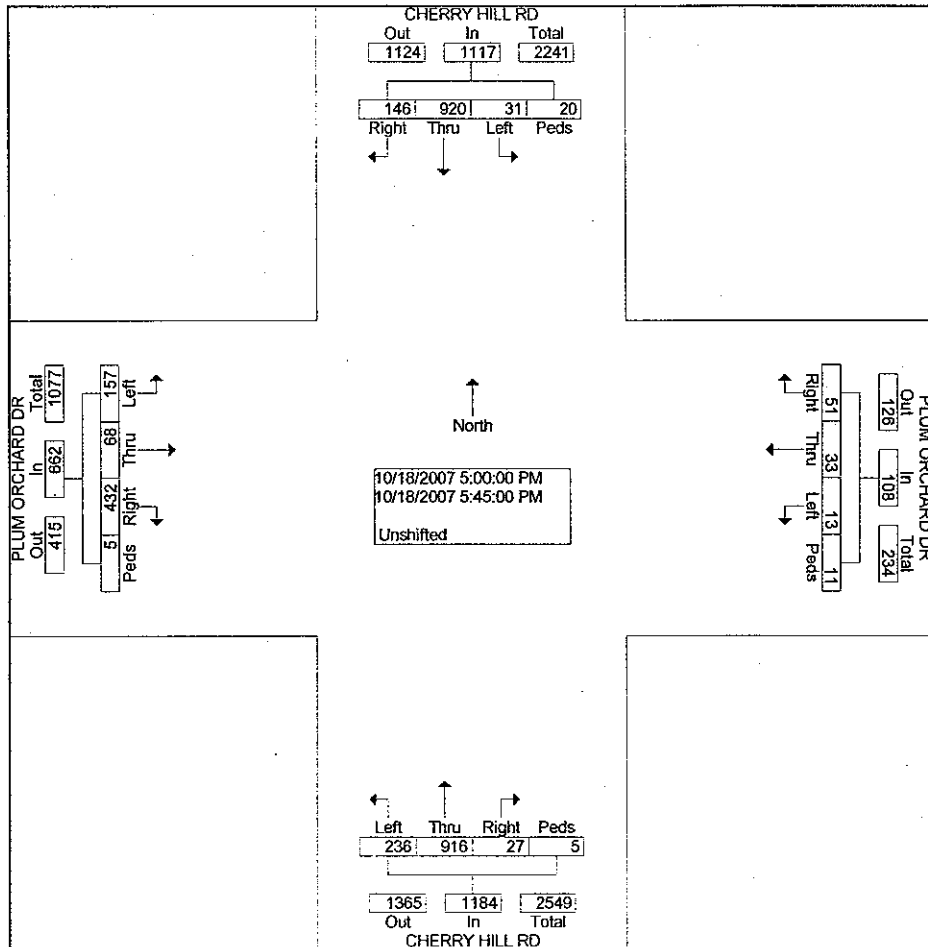 CHERRY HILL RD
Out In Total
1124 1117 2241
146 920 31 20
Right Thru Left Peds
PLUM ORCHARD DR
Out In Total
415 662 1077
157 68 432 5
Left Thru Right Peds
North
10/18/2007 5:00:00 PM
10/18/2007 5:45:00 PM
Unshifted
Right Thru Left Peds
51 33 13 11
Out In Total
126 108 234
PLUM ORCHARD DR
Left Thru Right Peds
236 916 27 5
1365 1184 2549
Out In Total
CHERRY HILL RD